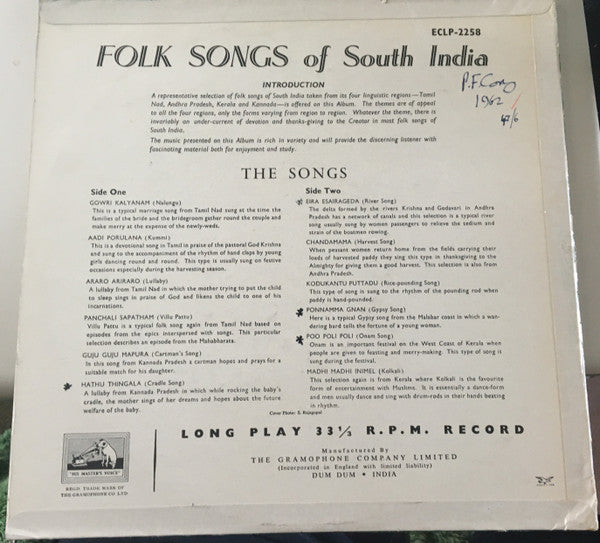 ECLP-2258
FOLK SONGS of South India
P.F. 
1962
INTRODUCTION
A representative selection of folk songs of South India taken from its four linguistic regions—Tamil
Nad, Andhra Pradesh, Kerala and Kannada—is offered on this Album. The themes are of appeal
to all the four regions, only the forms varying from region to region. Whatever the theme, there is
invariably an under-current of devotion and thanks-giving to the Creator in most folk songs of
South India.
The music presented on this Album is rich in variety and will provide the discerning listener with
fascinating material both for enjoyment and study.
THE SONGS
Side One
GOWRI KALYANAM (Nalungu)
This is a typical marriage song from Tamil Nad sung at the time the
families of the bride and the bridegroom gather round the couple and
make merry at the expense of the newly-weds.
AADI PORULANA (Kummi)
This is a devotional song in Tamil in praise of the pastoral God Krishna
and sung to the accompaniment of the rhythm of hand claps by young
girls dancing round and round. This type is usually sung on festive
occasions especially during the harvesting season.
ARARO ARIRARO (Lullaby)
A lullaby from Tamil Nad in which the mother trying to put the child
to sleep sings in praise of God and likens the child to one of his
incarnations.
PANCHALI SAPATHAM (Villu Pattu)
Villu Pattu is a typical folk song again from Tamil Nad based on
episodes from the epics interspersed with songs. This particular
selection describes an episode from the Mahabharata.
GUJU GUJU MAPURA (Cartman's Song)
In this song from Kannada Pradesh a cartman hopes and prays for a
suitable match for his daughter.
HATHU THINGALA (Cradle Song)
A lullaby from Kannada Pradesh in which while rocking the baby's
cradle, the mother sings of her dreams and hopes about the future
welfare of the baby.
Side Two
EIRA ESAIRAGEDA (River Song)
The delta formed by the rivers Krishna and Godavari in Andhra
Pradesh has a network of canals and this selection is a typical river
song usually sung by women passengers to relieve the tedium and
strain of the boatmen rowing.
CHANDAMAMA (Harvest Song)
When peasant women return home from the fields carrying their
loads of harvested paddy they sing this type in thanksgiving to the
Almighty for giving them a good harvest. This selection is also from
Andhra Pradesh.
KODUKANTU PUTTADU (Rice-pounding Song)
This type of song is sung to the rhythm of the pounding rod when
paddy is hand-pounded.
PONNAMMA GNAN (Gypsy Song)
Here is a typical Gypsy song from the Malabar coast in which a wan-
dering bard tells the fortune of a young woman.
POO POLI POLI (Onam Song)
Onam is an important festival on the West Coast of Kerala when
people are given to feasting and merry-making. This type of song is
sung during the festival.
MADHI MADHI INIMEL (Kolkali)
This selection again is from Kerala where Kolkali is the favourite
form of entertainment with Muslims. It is essentially a dance-form
and men usually dance and sing with drum-rods in their hands beating
in rhythm.
Cover Photo: S. Rajagopal
LONG PLAY 33⅓ R.P.M. RECORD
"HIS MASTER'S VOICE"
REGD. TRADE MARK OF
THE GRAMOPHONE CO LTD
Manufactured By
THE GRAMOPHONE COMPANY LIMITED
(Incorporated in England with limited liability)
DUM DUM • INDIA